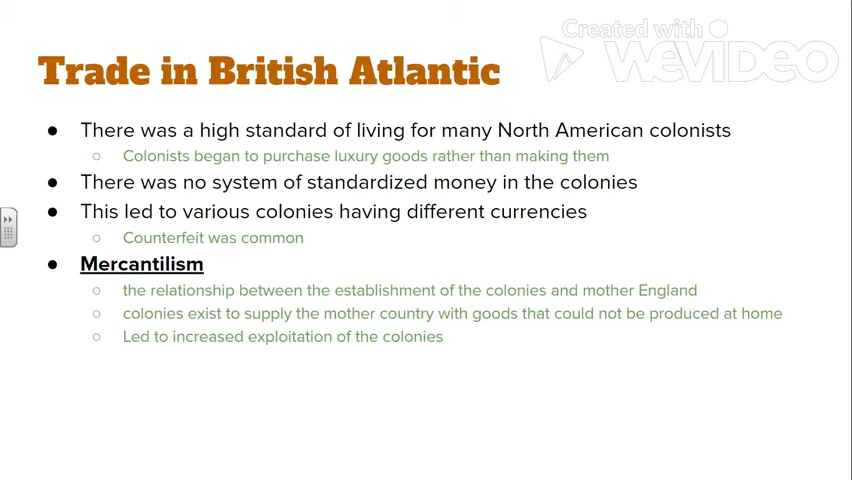 Created with
WEVIDEO
Trade in British Atlantic
● There was a high standard of living for many North American colonists
○ Colonists began to purchase luxury goods rather than making them
● There was no system of standardized money in the colonies
● This led to various colonies having different currencies
○ Counterfeit was common
● Mercantilism
○ the relationship between the establishment of the colonies and mother England
○ colonies exist to supply the mother country with goods that could not be produced at home
○ Led to increased exploitation of the colonies